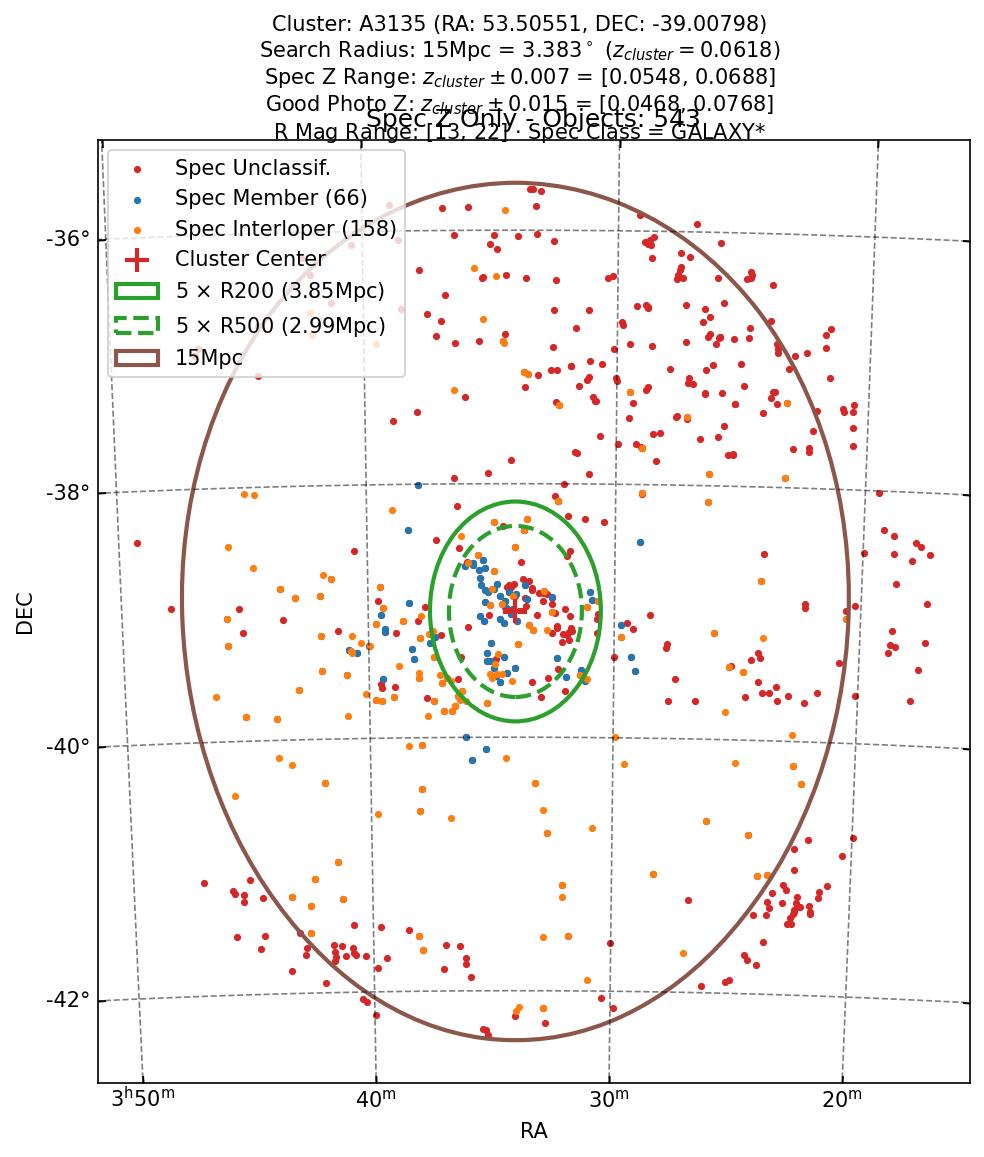 Cluster: A3135 (RA: 53.50551, DEC: -39.00798)
Search Radius: 15Mpc = 3.383° (z_cluster = 0.0618)
Spec Z Range: z_cluster ± 0.007 = [0.0548, 0.0688]
Good Photo Z: z_cluster ± 0.015 = [0.0468, 0.0768]
Spec Z Only - Objects: 543
R Mag Range: [13, 22] · Spec Class = GALAXY*
Spec Unclassif.
Spec Member (66)
Spec Interloper (158)
Cluster Center
5 × R200 (3.85Mpc)
5 × R500 (2.99Mpc)
15Mpc
-36°
-38°
-40°
-42°
DEC
3h50m 40m 30m 20m
RA